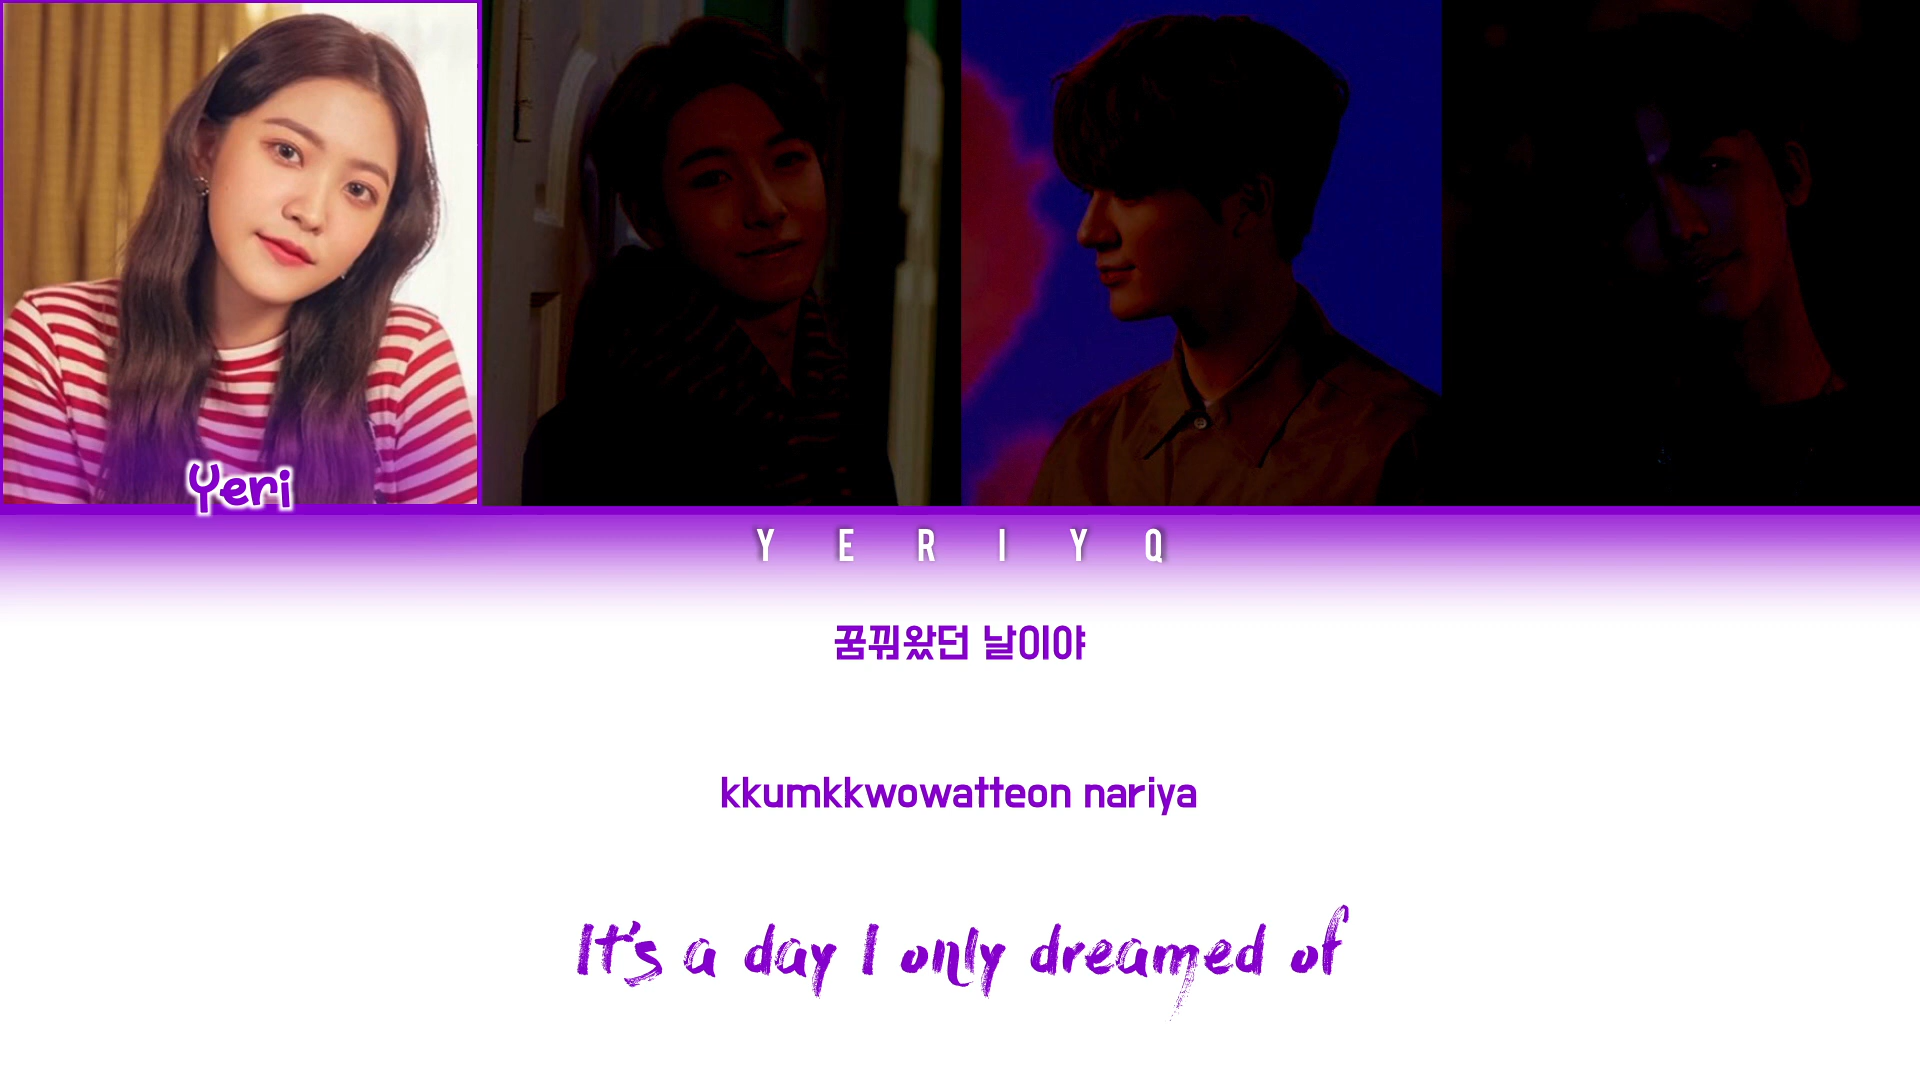 Yeri
Y E R I Y Q
꿈꿔왔던 날이야
kkumkkwowatteon nariya
It's a day I only dreamed of